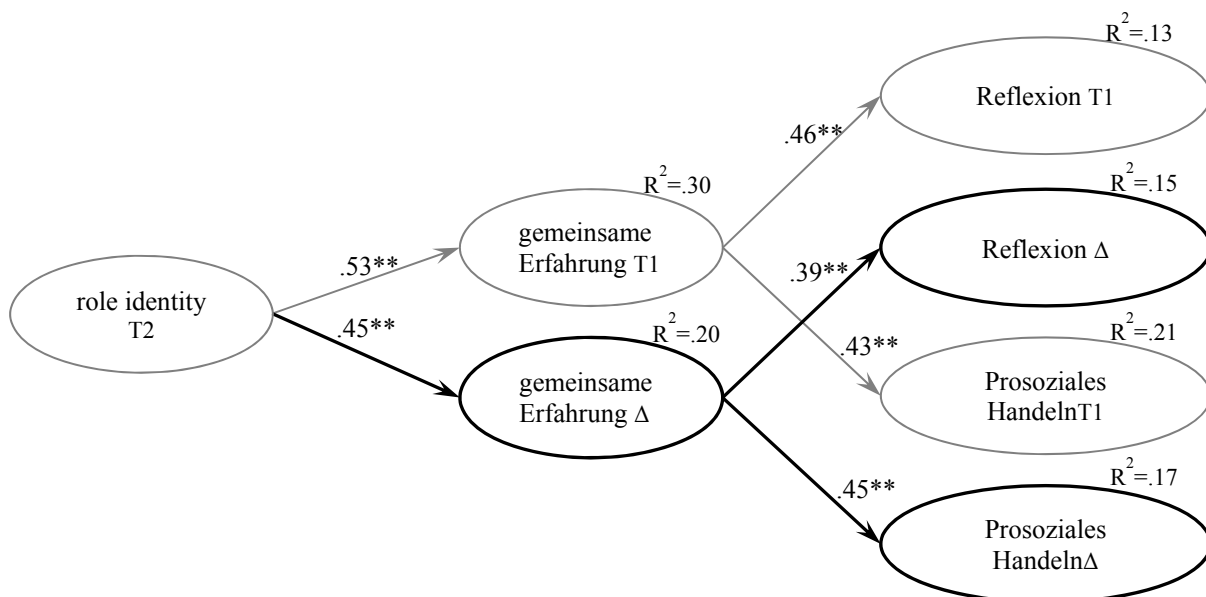 R²=.13
Reflexion T1
.46**
R²=.30
R²=.15
gemeinsame
Erfahrung T1
Reflexion Δ
.53**
.39**
role identity
T2
.45**
R²=.20
.43**
R²=.21
gemeinsame
Erfahrung Δ
Prosoziales
HandelnT1
R²=.17
.45**
Prosoziales
HandelnΔ